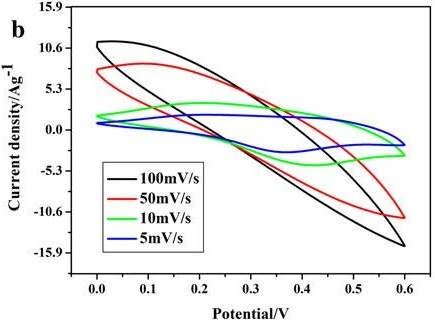 b
15.9
10.6
5.3
0.0
-5.3
-10.6
-15.9
Current density/Ag⁻¹
100mV/s
50mV/s
10mV/s
5mV/s
0.0 0.1 0.2 0.3 0.4 0.5 0.6
Potential/V